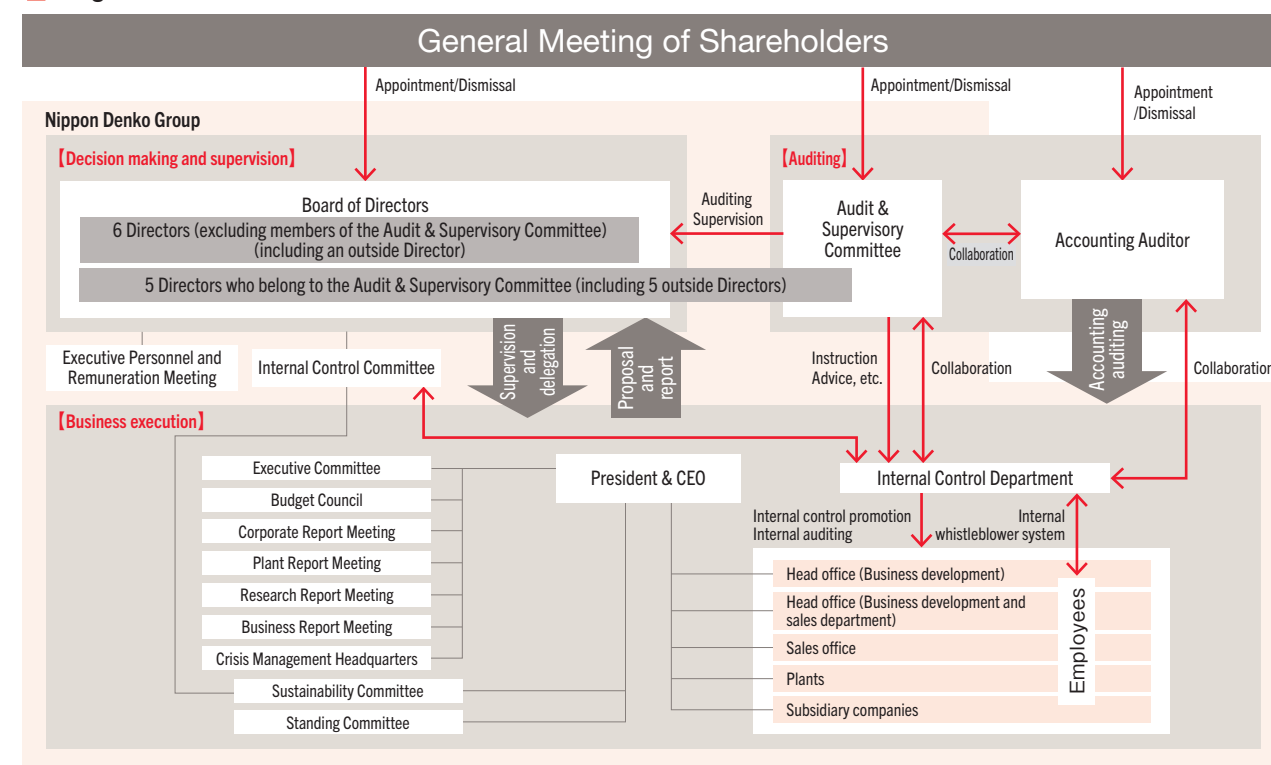 General Meeting of Shareholders
Appointment/Dismissal
Appointment/Dismissal
Appointment
/Dismissal
Nippon Denko Group
【Decision making and supervision】
【Auditing】
Board of Directors
6 Directors (excluding members of the Audit & Supervisory Committee)
(including an outside Director)
5 Directors who belong to the Audit & Supervisory Committee (including 5 outside Directors)
Auditing
Supervision
Audit &
Supervisory
Committee
Collaboration
Accounting Auditor
Executive Personnel and
Remuneration Meeting
Internal Control Committee
Supervision
and
delegation
Proposal
and
report
Instruction
Advice, etc.
Collaboration
Accounting
auditing
Collaboration
【Business execution】
Executive Committee
Budget Council
Corporate Report Meeting
Plant Report Meeting
Research Report Meeting
Business Report Meeting
Crisis Management Headquarters
Sustainability Committee
Standing Committee
President & CEO
Internal Control Department
Internal control promotion
Internal auditing
Internal
whistleblower system
Head office (Business development)
Head office (Business development and
sales department)
Sales office
Plants
Subsidiary companies
Employees